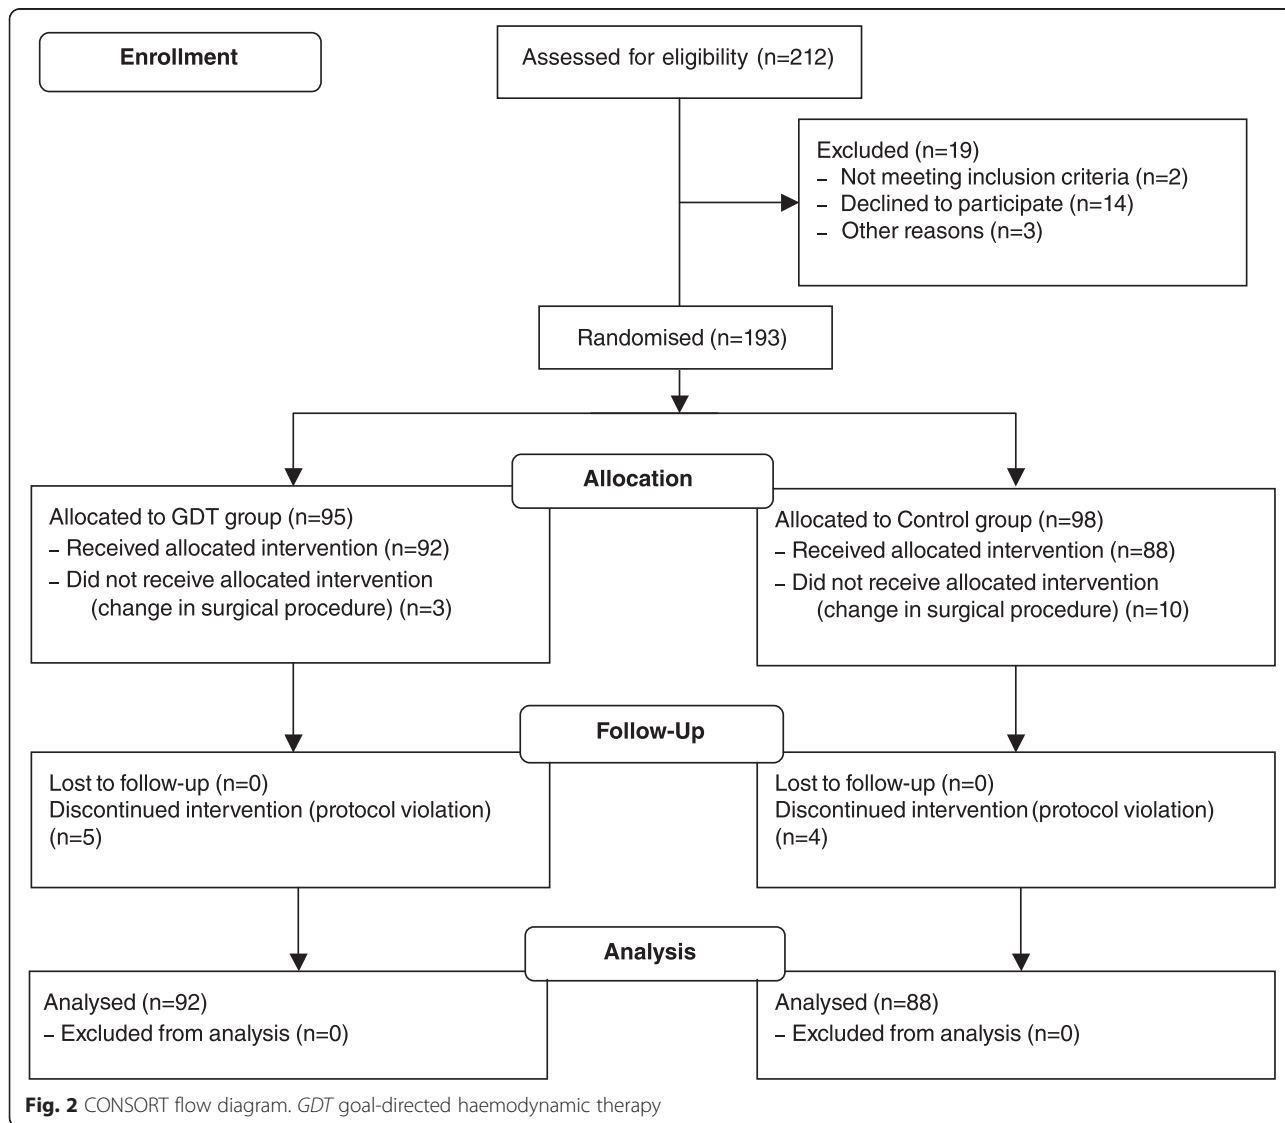 Enrollment
Assessed for eligibility (n=212)
Excluded (n=19)
– Not meeting inclusion criteria (n=2)
– Declined to participate (n=14)
– Other reasons (n=3)
Randomised (n=193)
Allocation
Allocated to GDT group (n=95)
– Received allocated intervention (n=92)
– Did not receive allocated intervention
(change in surgical procedure) (n=3)
Allocated to Control group (n=98)
– Received allocated intervention (n=88)
– Did not receive allocated intervention
(change in surgical procedure) (n=10)
Follow-Up
Lost to follow-up (n=0)
Discontinued intervention (protocol violation)
(n=5)
Lost to follow-up (n=0)
Discontinued intervention (protocol violation)
(n=4)
Analysis
Analysed (n=92)
– Excluded from analysis (n=0)
Analysed (n=88)
– Excluded from analysis (n=0)
Fig. 2 CONSORT flow diagram. GDT goal-directed haemodynamic therapy